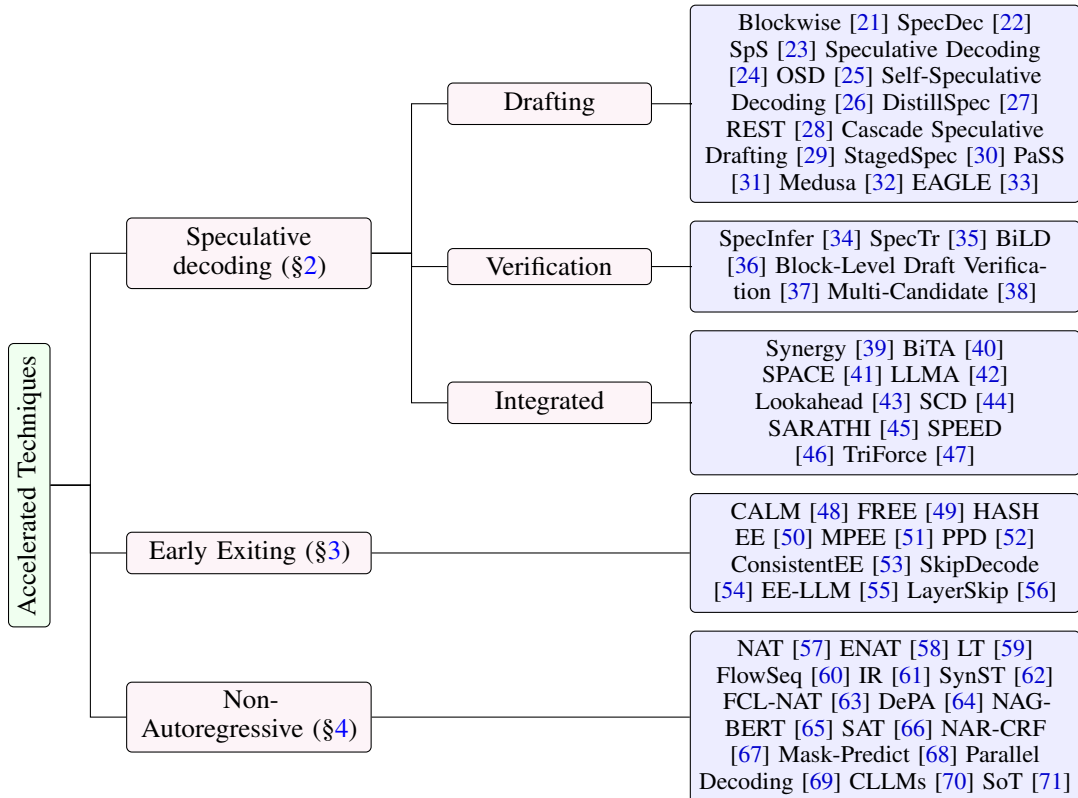 Accelerated Techniques
Speculative
decoding (§2)
Drafting
Blockwise [21] SpecDec [22]
SpS [23] Speculative Decoding
[24] OSD [25] Self-Speculative
Decoding [26] DistillSpec [27]
REST [28] Cascade Speculative
Drafting [29] StagedSpec [30] PaSS
[31] Medusa [32] EAGLE [33]
Verification
SpecInfer [34] SpecTr [35] BiLD
[36] Block-Level Draft Verifica-
tion [37] Multi-Candidate [38]
Integrated
Synergy [39] BiTA [40]
SPACE [41] LLMA [42]
Lookahead [43] SCD [44]
SARATHI [45] SPEED
[46] TriForce [47]
Early Exiting (§3)
CALM [48] FREE [49] HASH
EE [50] MPEE [51] PPD [52]
ConsistentEE [53] SkipDecode
[54] EE-LLM [55] LayerSkip [56]
Non-
Autoregressive (§4)
NAT [57] ENAT [58] LT [59]
FlowSeq [60] IR [61] SynST [62]
FCL-NAT [63] DePA [64] NAG-
BERT [65] SAT [66] NAR-CRF
[67] Mask-Predict [68] Parallel
Decoding [69] CLLMs [70] SoT [71]